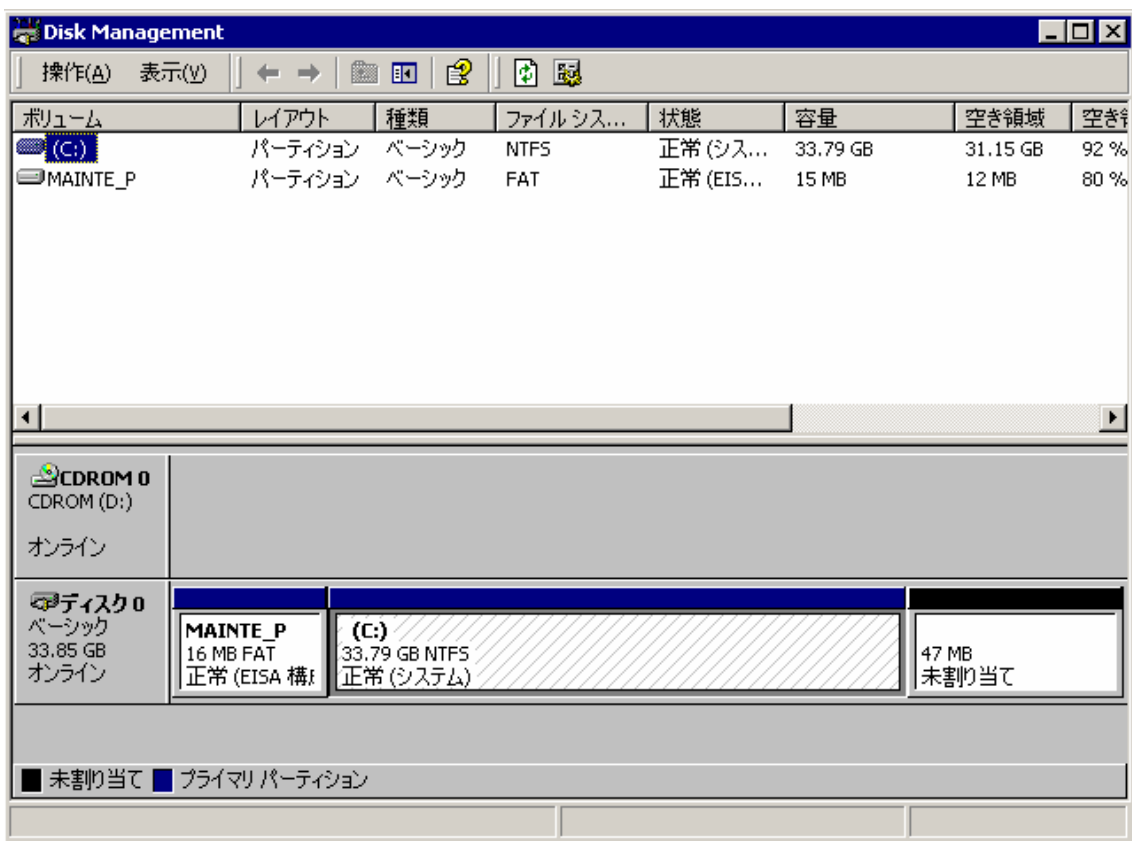 Disk Management
操作(A) 表示(V)
ボリューム レイアウト 種類 ファイル シス... 状態 容量 空き領域 空き
(C:) パーティション ベーシック NTFS 正常 (シス... 33.79 GB 31.15 GB 92 %
MAINTE_P パーティション ベーシック FAT 正常 (EIS... 15 MB 12 MB 80 %
CDROM 0
CDROM (D:)
オンライン
ディスク 0
ベーシック
33.85 GB
オンライン
MAINTE_P
16 MB FAT
正常 (EISA 構
(C:)
33.79 GB NTFS
正常 (システム)
47 MB
未割り当て
未割り当て プライマリ パーティション